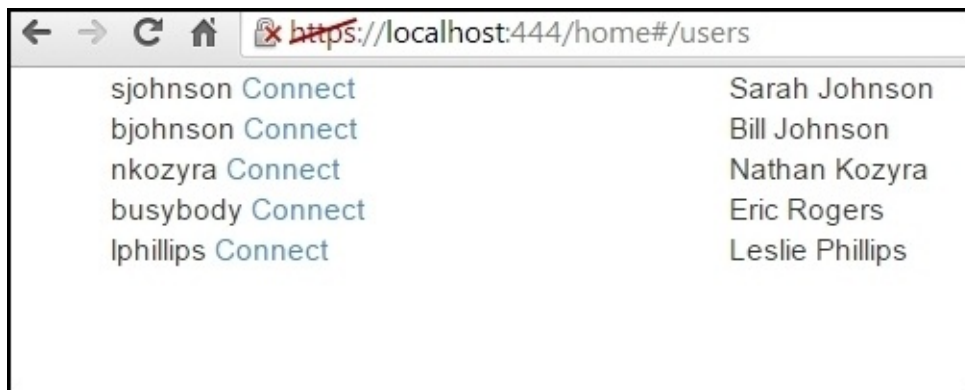 https://localhost:444/home#/users
sjohnson Connect Sarah Johnson
bjohnson Connect Bill Johnson
nkozyra Connect Nathan Kozyra
busybody Connect Eric Rogers
lphillips Connect Leslie Phillips